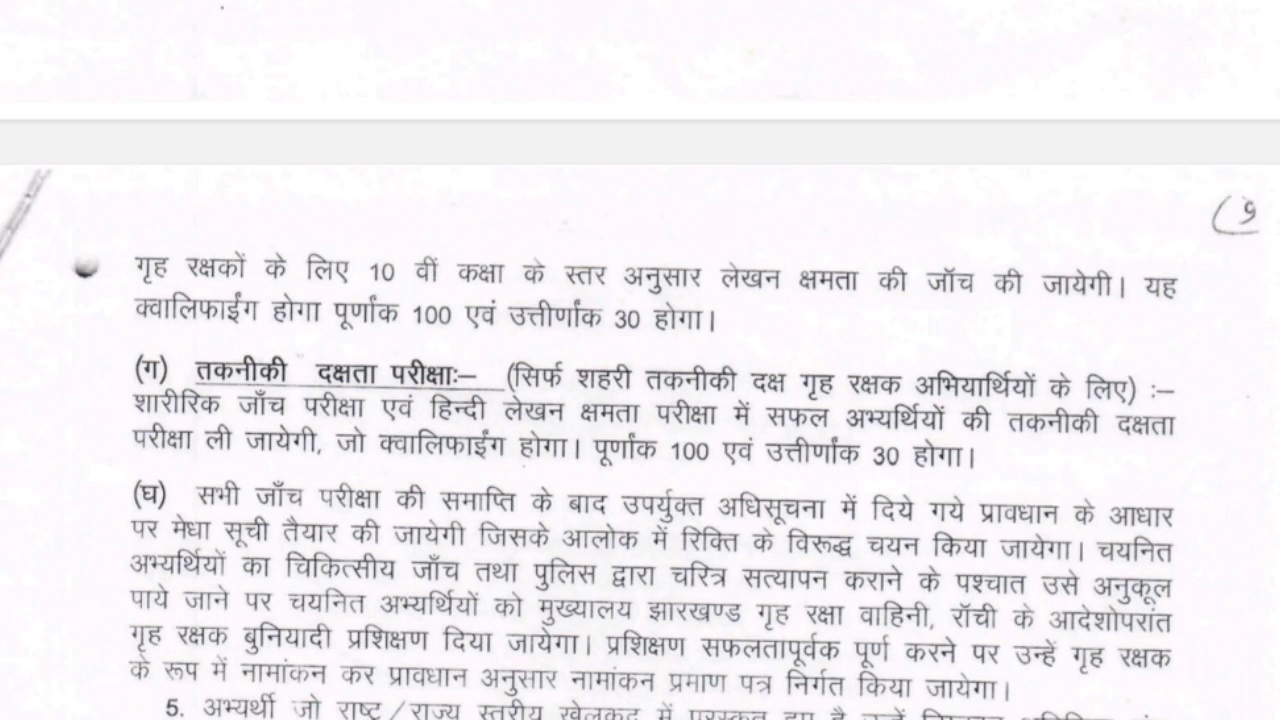 (9
गृह रक्षकों के लिए 10 वीं कक्षा के स्तर अनुसार लेखन क्षमता की जॉच की जायेगी। यह
क्वालिफाईंग होगा पूर्णांक 100 एवं उत्तीर्णांक 30 होगा।
(ग) तकनीकी दक्षता परीक्षाः– (सिर्फ शहरी तकनीकी दक्ष गृह रक्षक अभियार्थियों के लिए) :–
शारीरिक जाँच परीक्षा एवं हिन्दी लेखन क्षमता परीक्षा में सफल अभ्यर्थियों की तकनीकी दक्षता
परीक्षा ली जायेगी, जो क्वालिफाईंग होगा। पूर्णांक 100 एवं उत्तीर्णांक 30 होगा।
(घ) सभी जाँच परीक्षा की समाप्ति के बाद उपर्युक्त अधिसूचना में दिये गये प्रावधान के आधार
पर मेधा सूची तैयार की जायेगी जिसके आलोक में रिक्ति के विरूद्ध चयन किया जायेगा। चयनित
अभ्यर्थियों का चिकित्सीय जाँच तथा पुलिस द्वारा चरित्र सत्यापन कराने के पश्चात उसे अनुकूल
पाये जाने पर चयनित अभ्यर्थियों को मुख्यालय झारखण्ड गृह रक्षा वाहिनी, रॉची के आदेशोपरांत
गृह रक्षक बुनियादी प्रशिक्षण दिया जायेगा। प्रशिक्षण सफलतापूर्वक पूर्ण करने पर उन्हें गृह रक्षक
के रूप में नामांकन कर प्रावधान अनुसार नामांकन प्रमाण पत्र निर्गत किया जायेगा।
5. अभ्यर्थी जो राष्ट्र/राज्य स्तरीय खेलकूद में